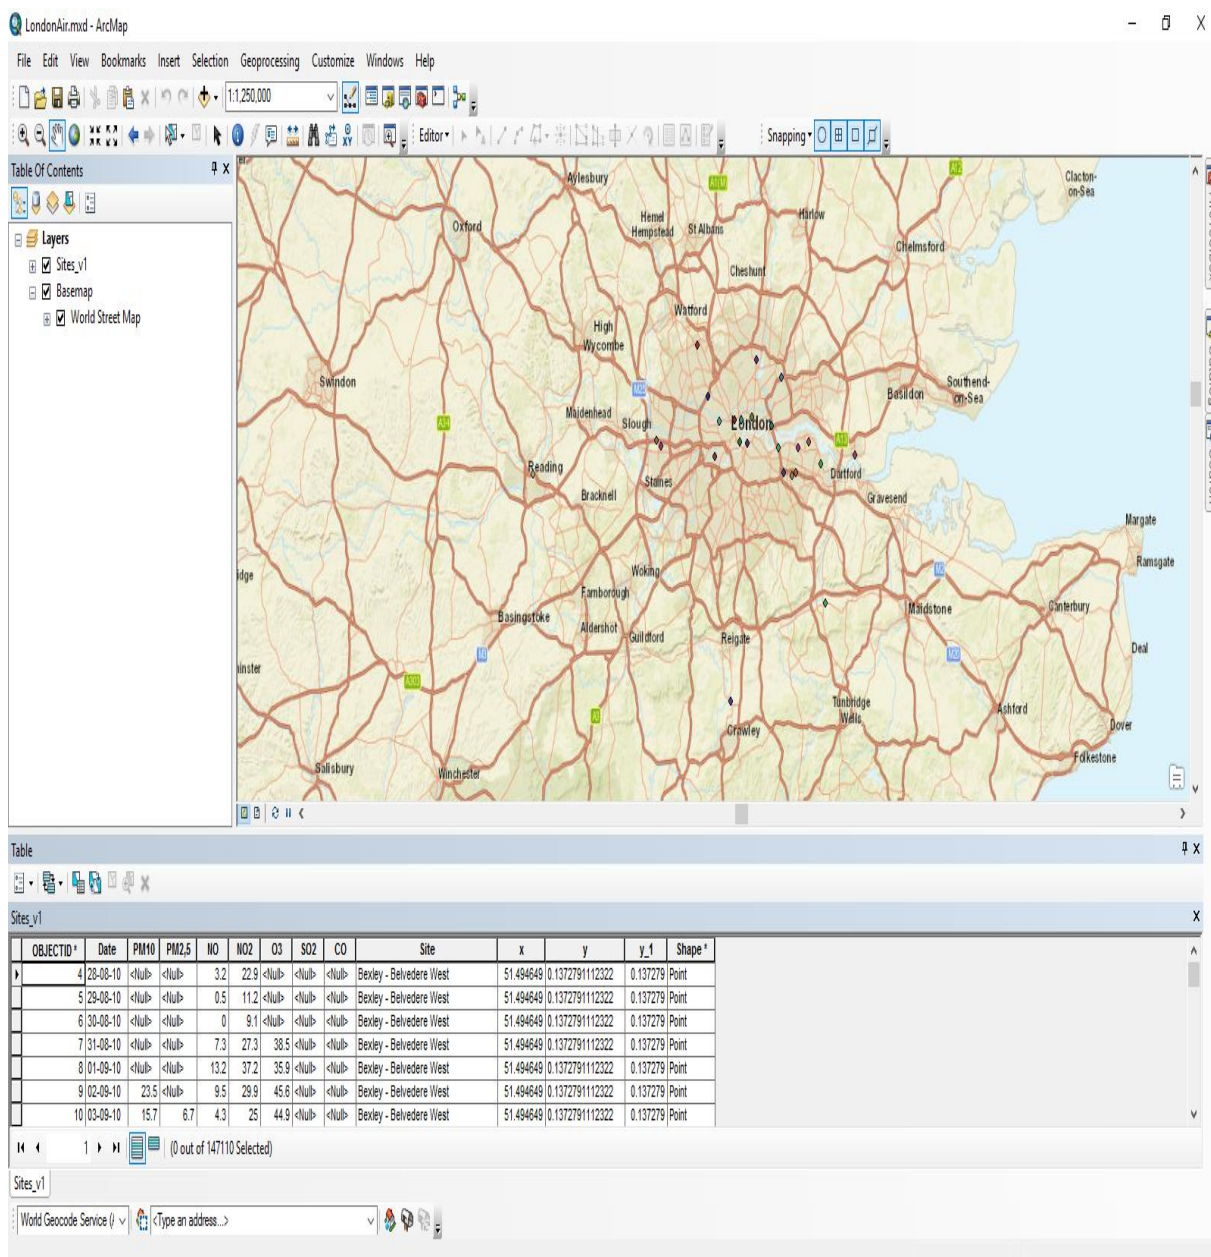 LondonAir.mxd - ArcMap
File Edit View Bookmarks Insert Selection Geoprocessing Customize Windows Help
1:1,250,000
Editor
Snapping
Table Of Contents
Layers
Sites_v1
Basemap
World Street Map
Aylesbury
A12
Clacton-
on-Sea
Oxford
Hemel
Hempstead
St Albans
Harlow
Chelmsford
Cheshunt
Watford
High
Wycombe
Swindon
M25
Basildon
Southend-
on-Sea
Maidenhead
Slough
London
A34
A13
Reading
Staines
Dartford
Bracknell
Gravesend
Margate
Ramsgate
idge
Woking
M2
Farnborough
Basingstoke
Maidstone
Canterbury
Aldershot
Guildford
Reigate
Deal
M3
M20
inster
A303
Tunbridge
Wells
Ashford
A3
Crawley
Dover
Folkestone
Salisbury
Winchester
Table
Sites_v1
OBJECTID * Date PM10 PM2,5 NO NO2 O3 SO2 CO Site x y y_1 Shape *
4 28-08-10 <Null> <Null> 3.2 22.9 <Null> <Null> <Null> Bexley - Belvedere West 51.494649 0.1372791112322 0.137279 Point
5 29-08-10 <Null> <Null> 0.5 11.2 <Null> <Null> <Null> Bexley - Belvedere West 51.494649 0.1372791112322 0.137279 Point
6 30-08-10 <Null> <Null> 0 9.1 <Null> <Null> <Null> Bexley - Belvedere West 51.494649 0.1372791112322 0.137279 Point
7 31-08-10 <Null> <Null> 7.3 27.3 38.5 <Null> <Null> Bexley - Belvedere West 51.494649 0.1372791112322 0.137279 Point
8 01-09-10 <Null> <Null> 13.2 37.2 35.9 <Null> <Null> Bexley - Belvedere West 51.494649 0.1372791112322 0.137279 Point
9 02-09-10 23.5 <Null> 9.5 29.9 45.6 <Null> <Null> Bexley - Belvedere West 51.494649 0.1372791112322 0.137279 Point
10 03-09-10 15.7 6.7 4.3 25 44.9 <Null> <Null> Bexley - Belvedere West 51.494649 0.1372791112322 0.137279 Point
1 (0 out of 147110 Selected)
Sites_v1
World Geocode Service (/ <Type an address...>